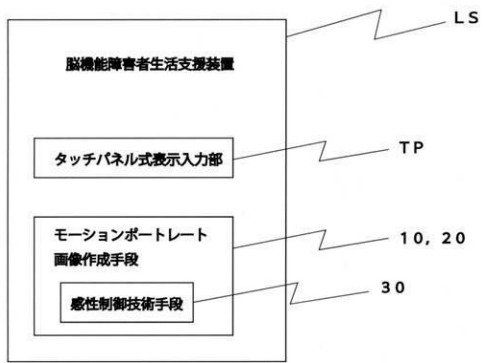 LS
脳機能障害者生活支援装置
タッチパネル式表示入力部
TP
モーションポートレート
画像作成手段
10, 20
感性制御技術手段
30